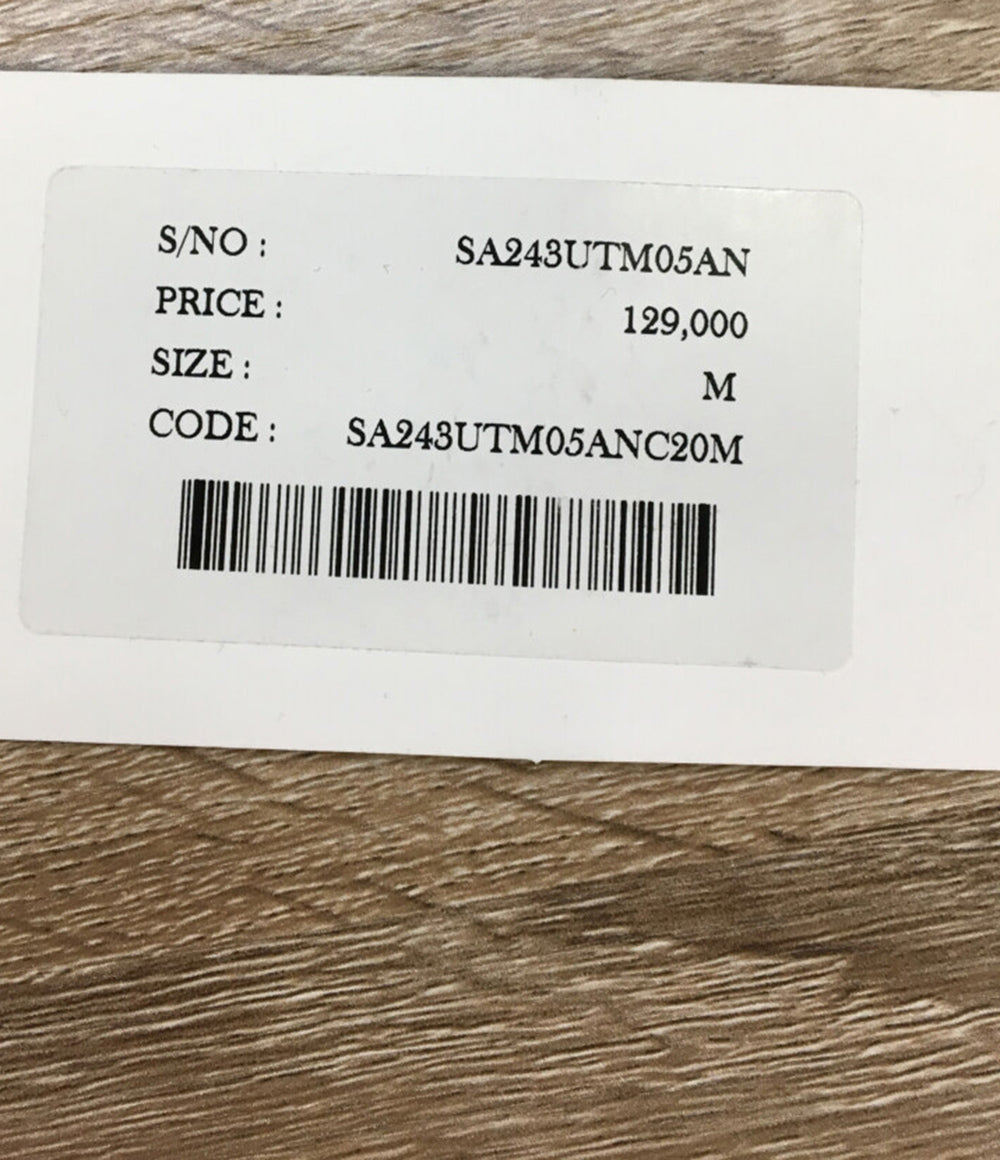 S/NO : SA243UTM05AN
PRICE : 129,000
SIZE : M
CODE : SA243UTM05ANC20M